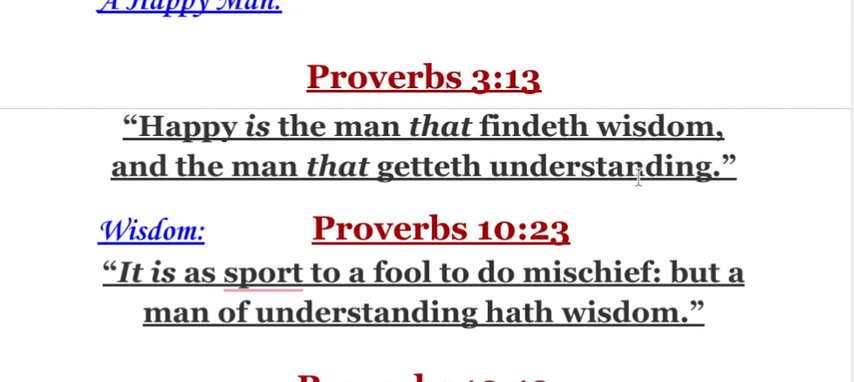 A Happy Man:
Proverbs 3:13
“Happy is the man that findeth wisdom,
and the man that getteth understanding.”
Wisdom: Proverbs 10:23
“It is as sport to a fool to do mischief: but a
man of understanding hath wisdom.”